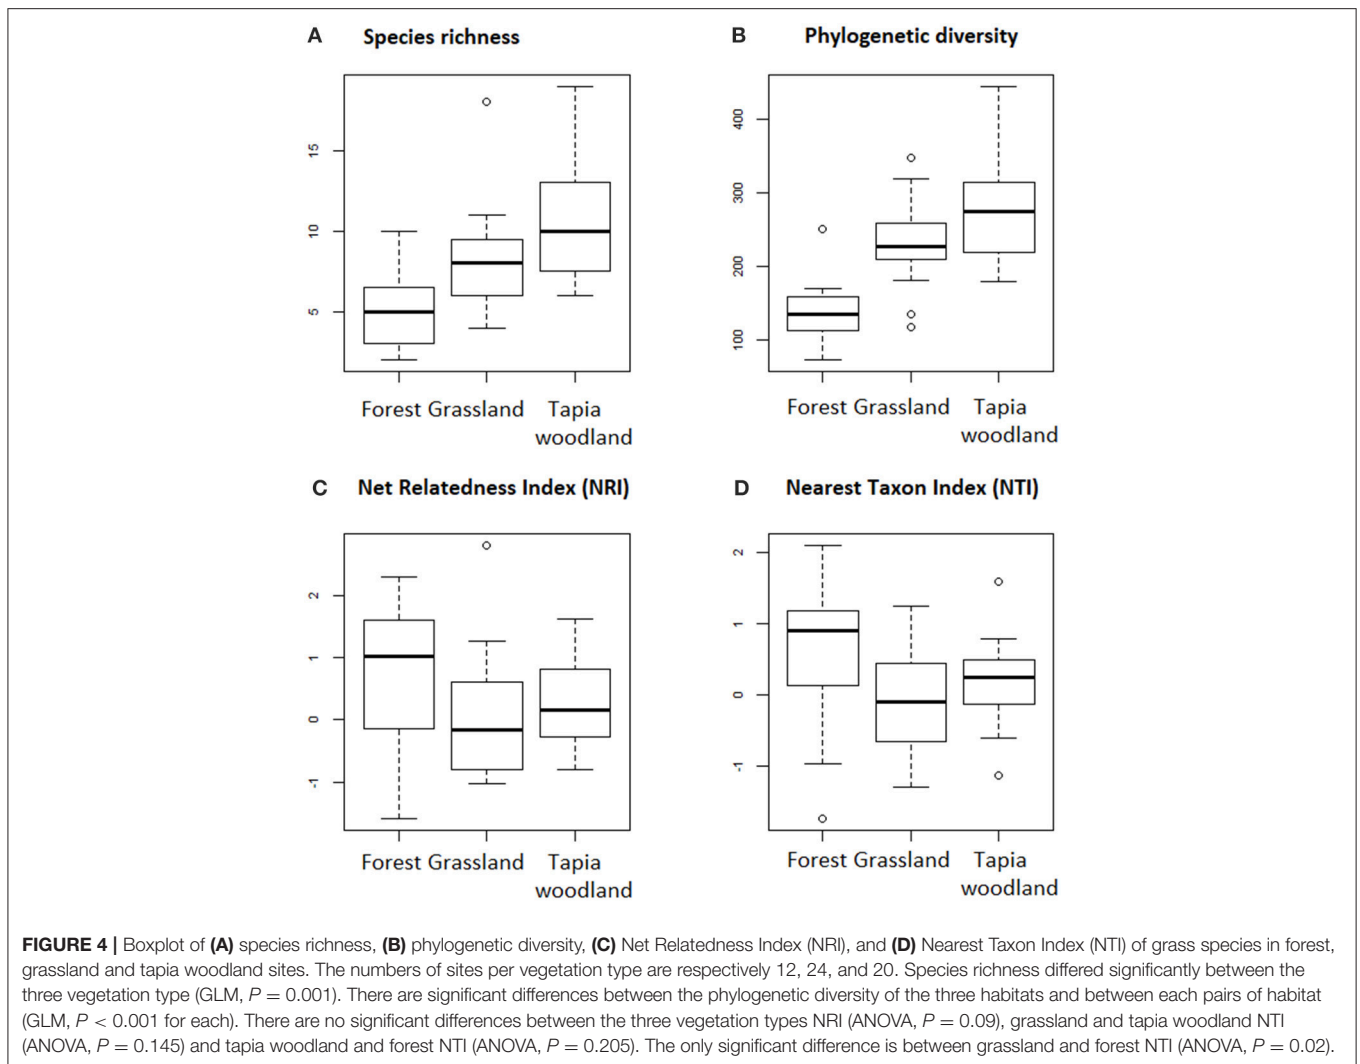 A Species richness
B Phylogenetic diversity
15
10
5
Forest Grassland Tapia
woodland
400
300
200
100
Forest Grassland Tapia
woodland
C Net Relatedness Index (NRI)
D Nearest Taxon Index (NTI)
2
1
0
-1
Forest Grassland Tapia
woodland
2
1
0
-1
Forest Grassland Tapia
woodland
FIGURE 4 | Boxplot of (A) species richness, (B) phylogenetic diversity, (C) Net Relatedness Index (NRI), and (D) Nearest Taxon Index (NTI) of grass species in forest,
grassland and tapia woodland sites. The numbers of sites per vegetation type are respectively 12, 24, and 20. Species richness differed significantly between the
three vegetation type (GLM, P = 0.001). There are significant differences between the phylogenetic diversity of the three habitats and between each pairs of habitat
(GLM, P < 0.001 for each). There are no significant differences between the three vegetation types NRI (ANOVA, P = 0.09), grassland and tapia woodland NTI
(ANOVA, P = 0.145) and tapia woodland and forest NTI (ANOVA, P = 0.205). The only significant difference is between grassland and forest NTI (ANOVA, P = 0.02).